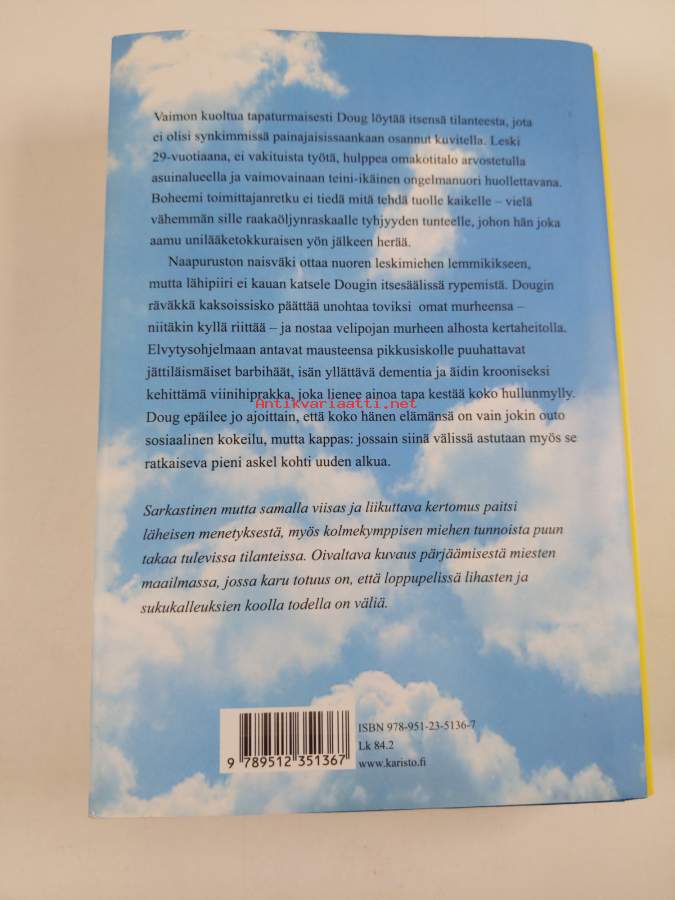 Vaimon kuoltua tapaturmaisesti Doug löytää itsensä tilanteesta, jota
ei olisi synkimmissä painajaisissaankaan osannut kuvitella. Leski
29-vuotiaana, ei vakituista työtä, hulppea omakotitalo arvostetulla
asuinalueella ja vaimovainaan teini-ikäinen ongelmanuori huollettavana.
Boheemi toimittajanretku ei tiedä mitä tehdä tuolle kaikelle – vielä
vähemmän sille raakaöljynraskaalle tyhjyyden tunteelle, johon hän joka
aamu unilääketokkuraisen yön jälkeen herää.
Naapuruston naisväki ottaa nuoren leskimiehen lemmikikseen,
mutta lähipiiri ei kauan katsele Dougin itsesäälissä rypemistä. Dougin
räväkkä kaksoissisko päättää unohtaa toviksi omat murheensa –
niitäkin kyllä riittää – ja nostaa velipojan murheen alhosta kertaheitolla.
Elvytysohjelmaan antavat mausteensa pikkusiskolle puuhattavat
jättiläismäiset barbihäät, isän yllättävä dementia ja äidin krooniseksi
kehittämä viinihiprakka, joka lienee ainoa tapa kestää koko hullunmylly.
Antikvariaatti.net
Doug epäilee jo ajoittain, että koko hänen elämänsä on vain jokin outo
sosiaalinen kokeilu, mutta kappas: jossain siinä välissä astutaan myös se
ratkaiseva pieni askel kohti uuden alkua.
Sarkastinen mutta samalla viisas ja liikuttava kertomus paitsi
läheisen menetyksestä, myös kolmekymppisen miehen tunnoista puun
takaa tulevissa tilanteissa. Oivaltava kuvaus pärjäämisestä miesten
maailmassa, jossa karu totuus on, että loppupelissä lihasten ja
sukukalleuksien koolla todella on väliä.
ISBN 978-951-23-5136-7
Lk 84.2
www.karisto.fi
9 789512 351367